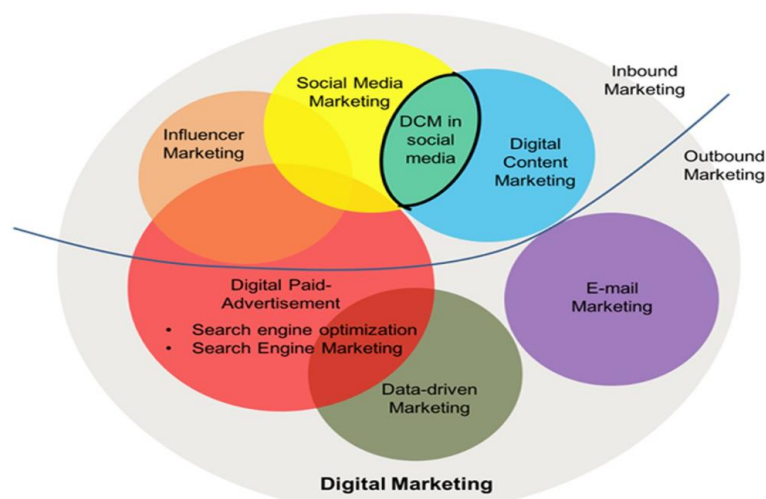 Social Media
Marketing
Inbound
Marketing
Influencer
Marketing
DCM in
social
media
Digital
Content
Marketing
Outbound
Marketing
Digital Paid-
Advertisement
• Search engine optimization
• Search Engine Marketing
E-mail
Marketing
Data-driven
Marketing
Digital Marketing